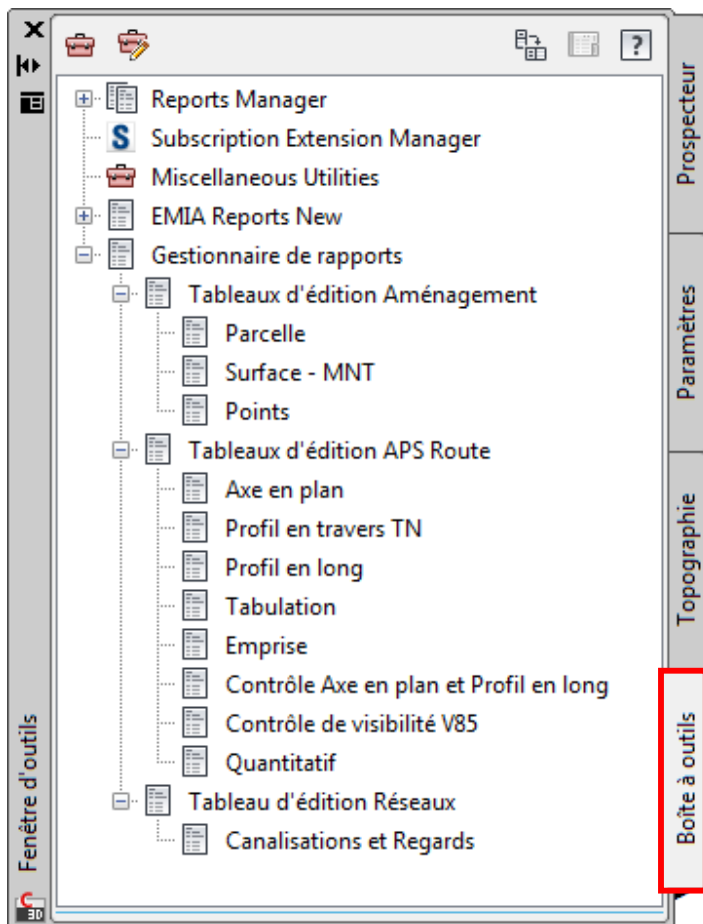 Reports Manager
S Subscription Extension Manager
Miscellaneous Utilities
EMIA Reports New
Gestionnaire de rapports
Tableaux d'édition Aménagement
Parcelle
Surface - MNT
Points
Tableaux d'édition APS Route
Axe en plan
Profil en travers TN
Profil en long
Tabulation
Emprise
Contrôle Axe en plan et Profil en long
Contrôle de visibilité V85
Quantitatif
Tableau d'édition Réseaux
Canalisations et Regards
Prospecteur
Paramètres
Topographie
Boîte à outils
Fenêtre d'outils
C 3D